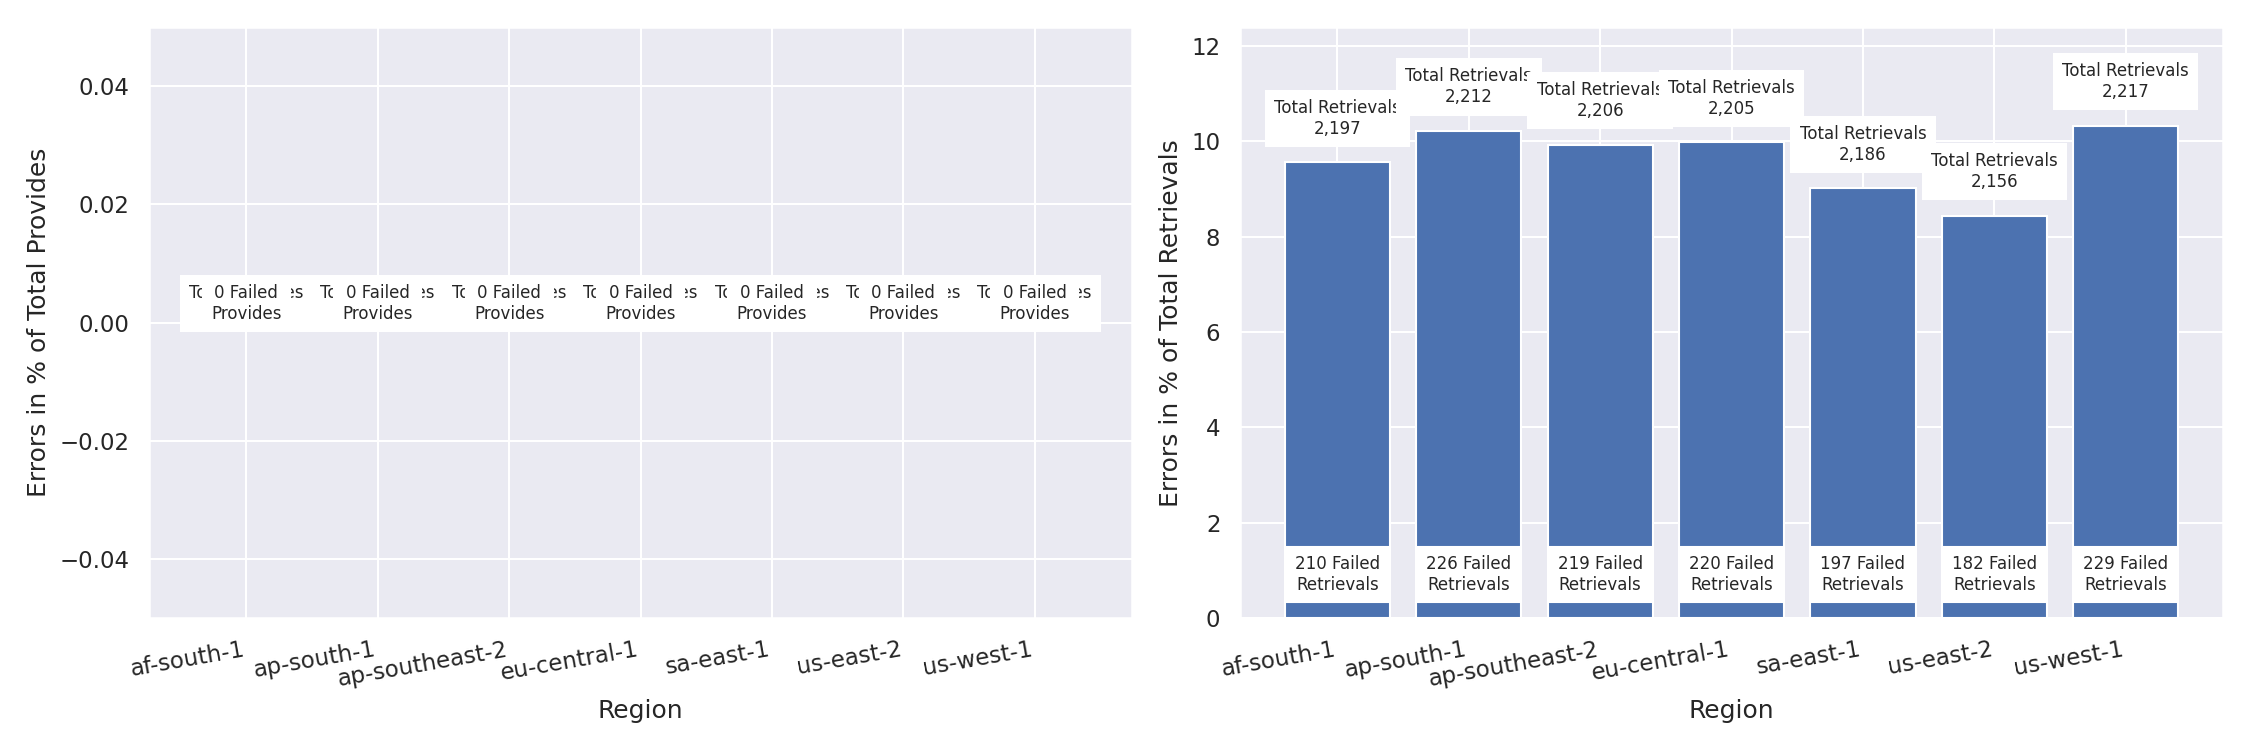 Errors in % of Total Provides
0.04
0.02
0.00
−0.02
−0.04
0 Failed
Provides
0 Failed
Provides
0 Failed
Provides
0 Failed
Provides
0 Failed
Provides
0 Failed
Provides
0 Failed
Provides
af-south-1
ap-south-1
ap-southeast-2
eu-central-1
sa-east-1
us-east-2
us-west-1
Region
Errors in % of Total Retrievals
12
10
8
6
4
2
0
Total Retrievals
2,197
Total Retrievals
2,212
Total Retrievals
2,206
Total Retrievals
2,205
Total Retrievals
2,186
Total Retrievals
2,156
Total Retrievals
2,217
210 Failed
Retrievals
226 Failed
Retrievals
219 Failed
Retrievals
220 Failed
Retrievals
197 Failed
Retrievals
182 Failed
Retrievals
229 Failed
Retrievals
af-south-1
ap-south-1
ap-southeast-2
eu-central-1
sa-east-1
us-east-2
us-west-1
Region